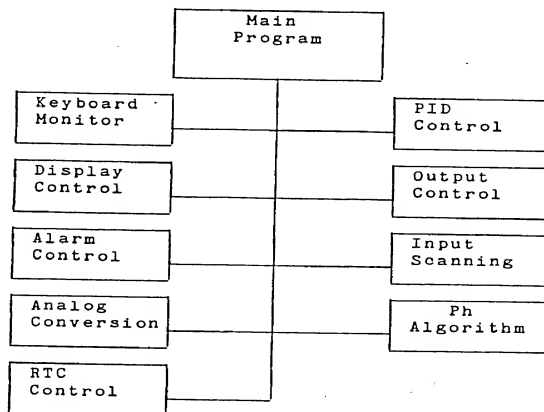 Main
Program
Keyboard
Monitor
PID
Control
Display
Control
Output
Control
Alarm
Control
Input
Scanning
Analog
Conversion
Ph
Algorithm
RTC
Control